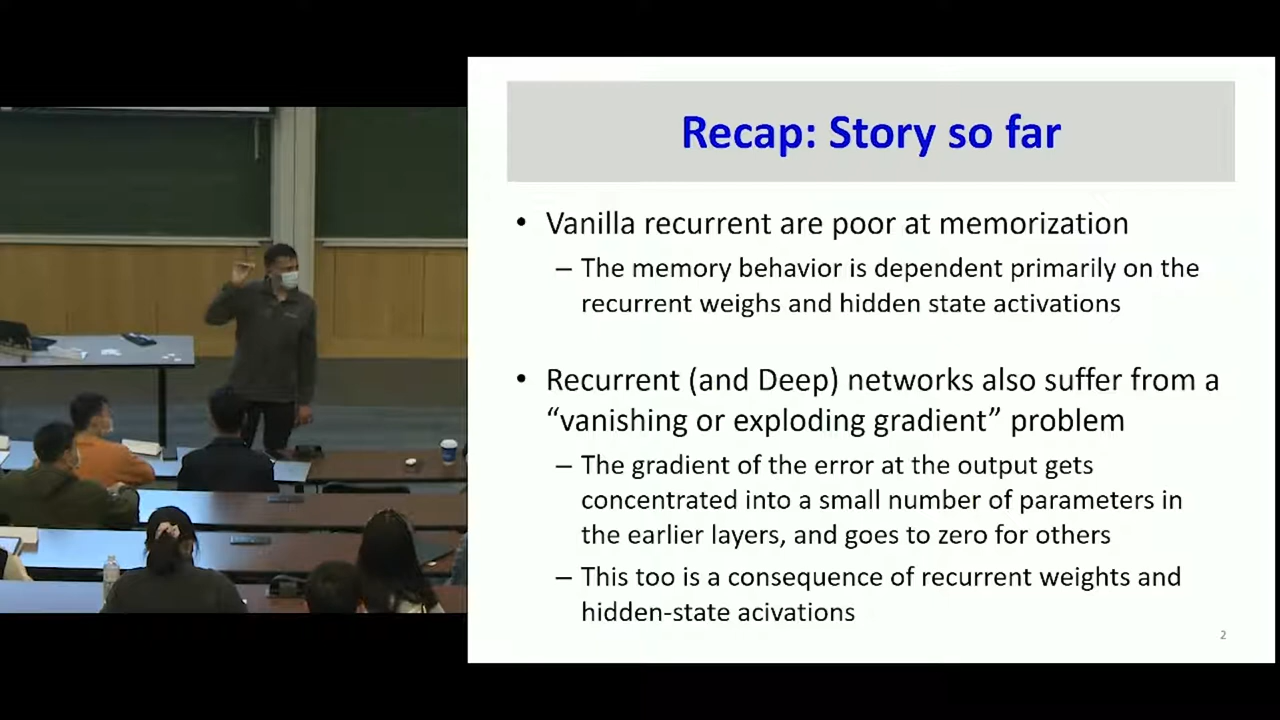 Recap: Story so far
• Vanilla recurrent are poor at memorization
– The memory behavior is dependent primarily on the
recurrent weighs and hidden state activations
• Recurrent (and Deep) networks also suffer from a
“vanishing or exploding gradient” problem
– The gradient of the error at the output gets
concentrated into a small number of parameters in
the earlier layers, and goes to zero for others
– This too is a consequence of recurrent weights and
hidden-state acivations
2